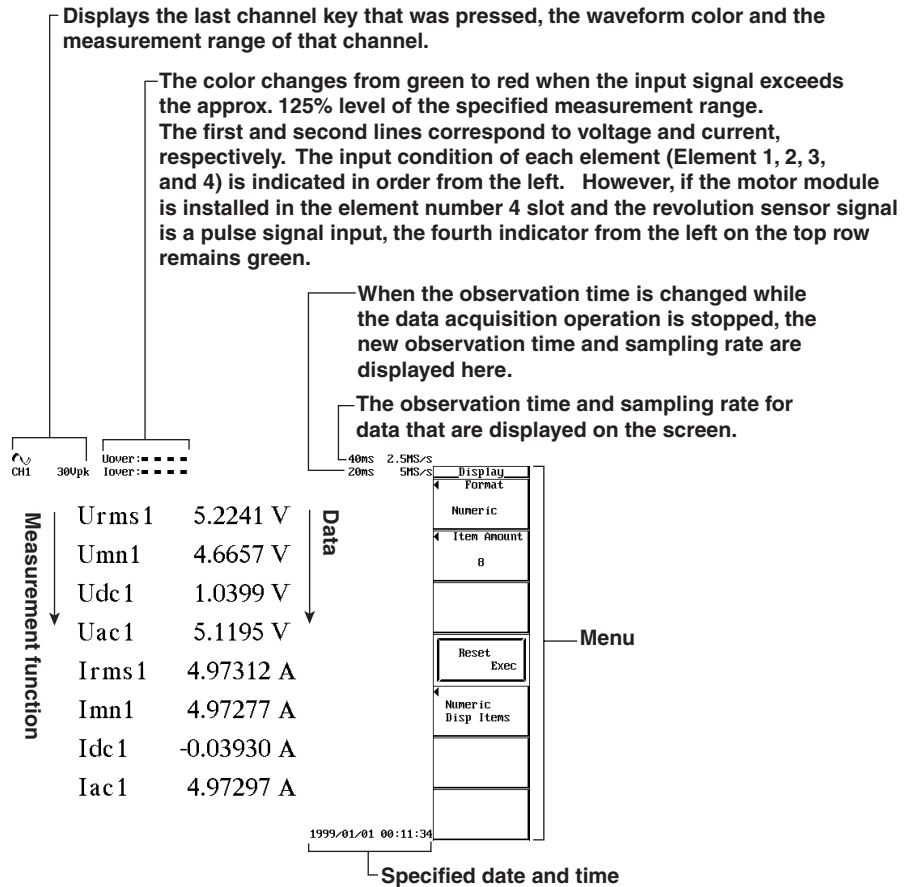 Displays the last channel key that was pressed, the waveform color and the
measurement range of that channel.
The color changes from green to red when the input signal exceeds
the approx. 125% level of the specified measurement range.
The first and second lines correspond to voltage and current,
respectively. The input condition of each element (Element 1, 2, 3,
and 4) is indicated in order from the left. However, if the motor module
is installed in the element number 4 slot and the revolution sensor signal
is a pulse signal input, the fourth indicator from the left on the top row
remains green.
When the observation time is changed while
the data acquisition operation is stopped, the
new observation time and sampling rate are
displayed here.
The observation time and sampling rate for
data that are displayed on the screen.
Uover:
40ms 2.5MS/s
CH1 30Vpk Iover:
20ms 5MS/s
Display
Format
Numeric
Item Amount
8
Reset
Exec
Numeric
Disp Items
Menu
Measurement function
Data
Urms1 5.2241 V
Umn1 4.6657 V
Udc1 1.0399 V
Uac1 5.1195 V
Irms1 4.97312 A
Imn1 4.97277 A
Idc1 -0.03930 A
Iac1 4.97297 A
1999/01/01 00:11:34
Specified date and time